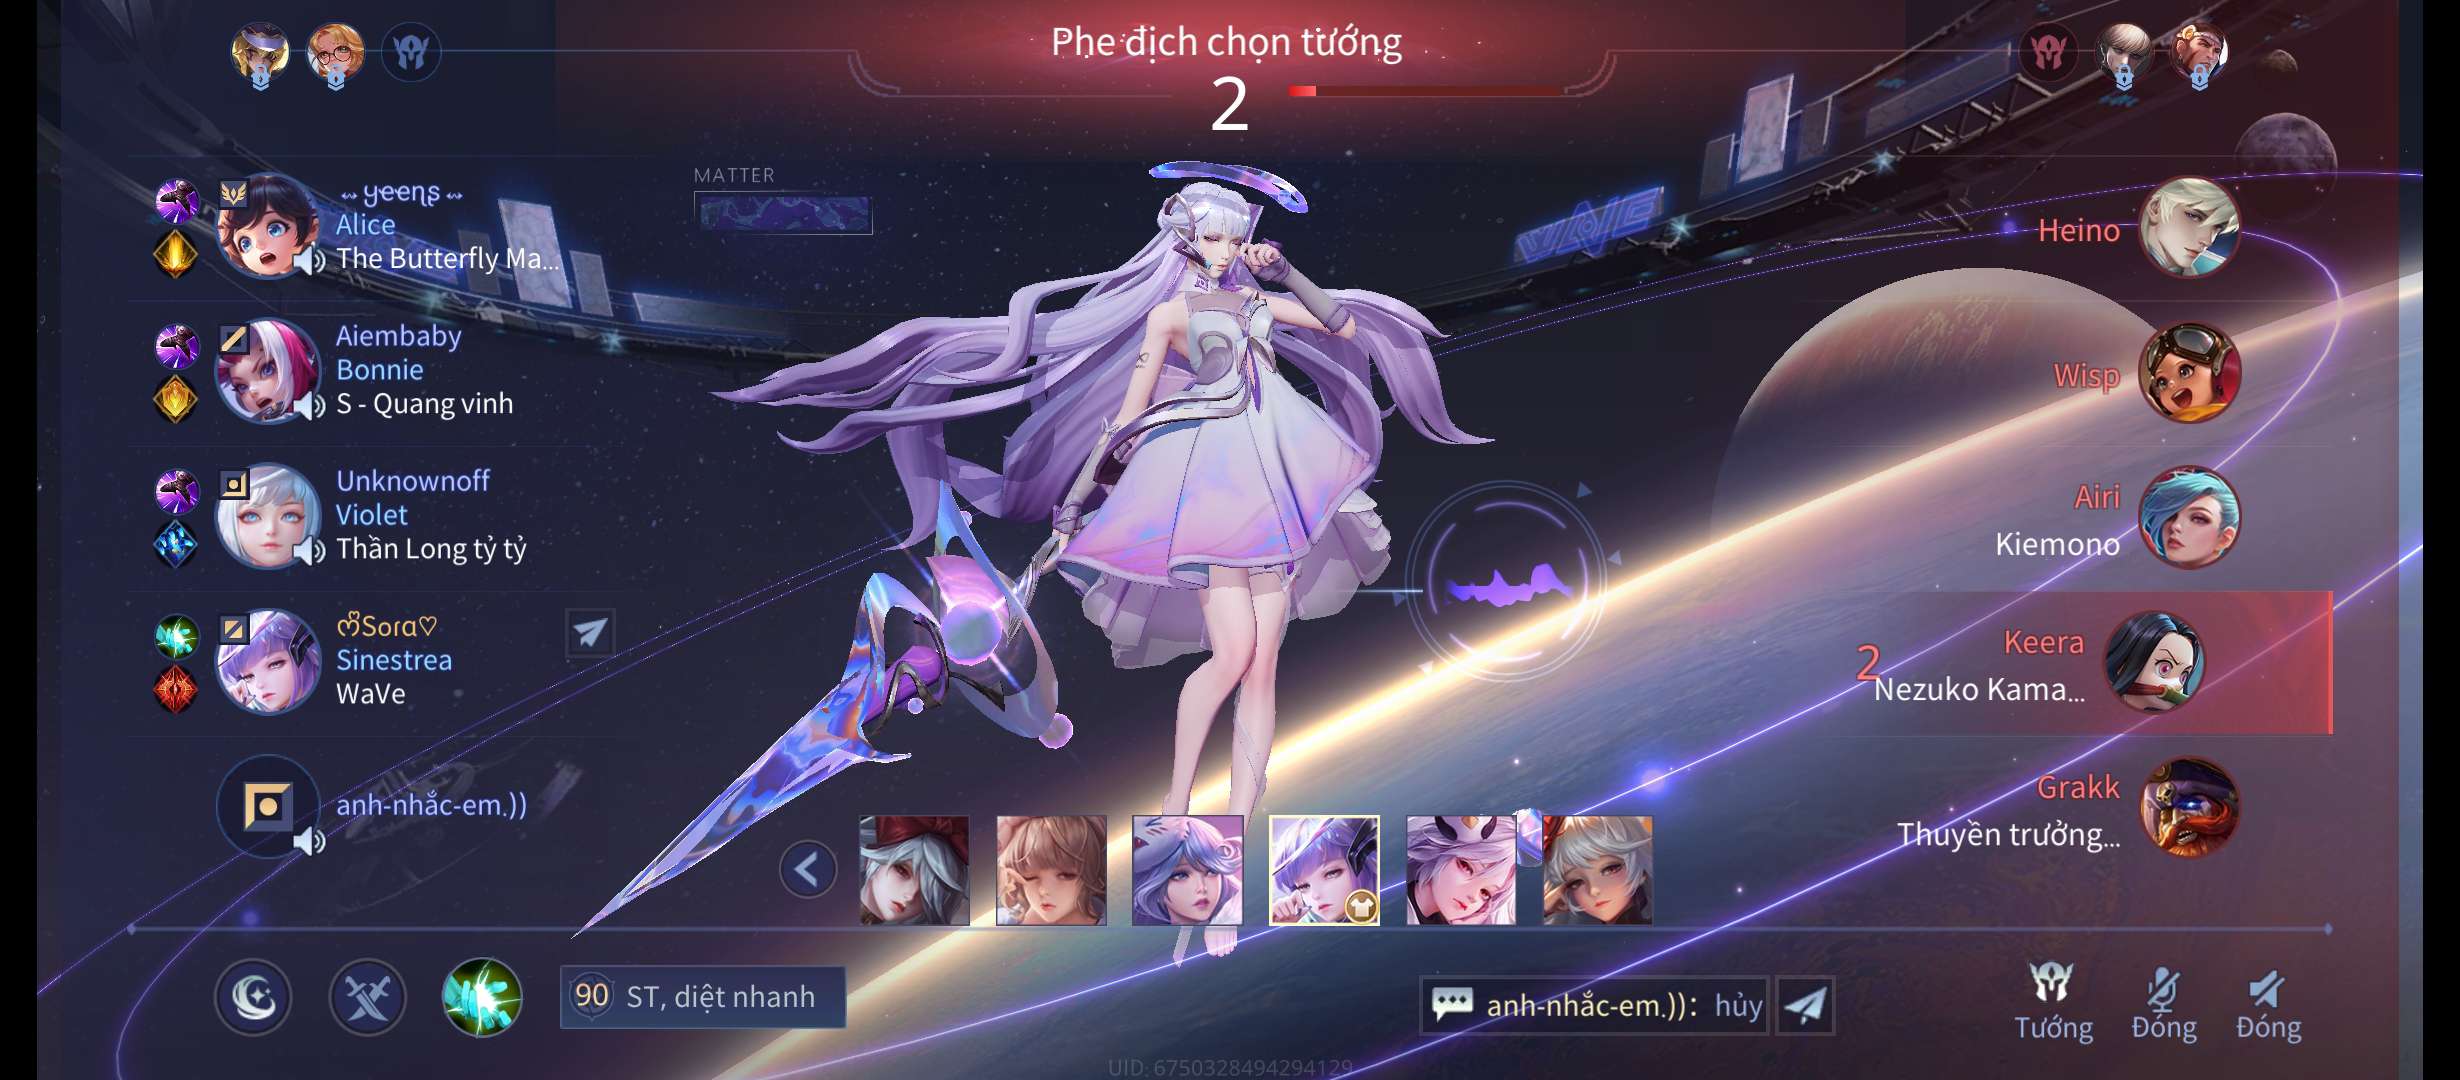 Phe địch chọn tướng
2
MATTER
yeens
Alice
The Butterfly Ma...
Aiembaby
Bonnie
S - Quang vinh
Unknownoff
Violet
Thần Long tỷ tỷ
Sora♡
Sinestrea
WaVe
anh-nhắc-em.))
Heino
Wisp
Airi
Kiemono
2
Keera
Nezuko Kama...
Grakk
Thuyền trưởng...
90 ST, diệt nhanh
anh-nhắc-em.)): hủy
Tướng
Đóng
Đóng
UID: 6750328494294129